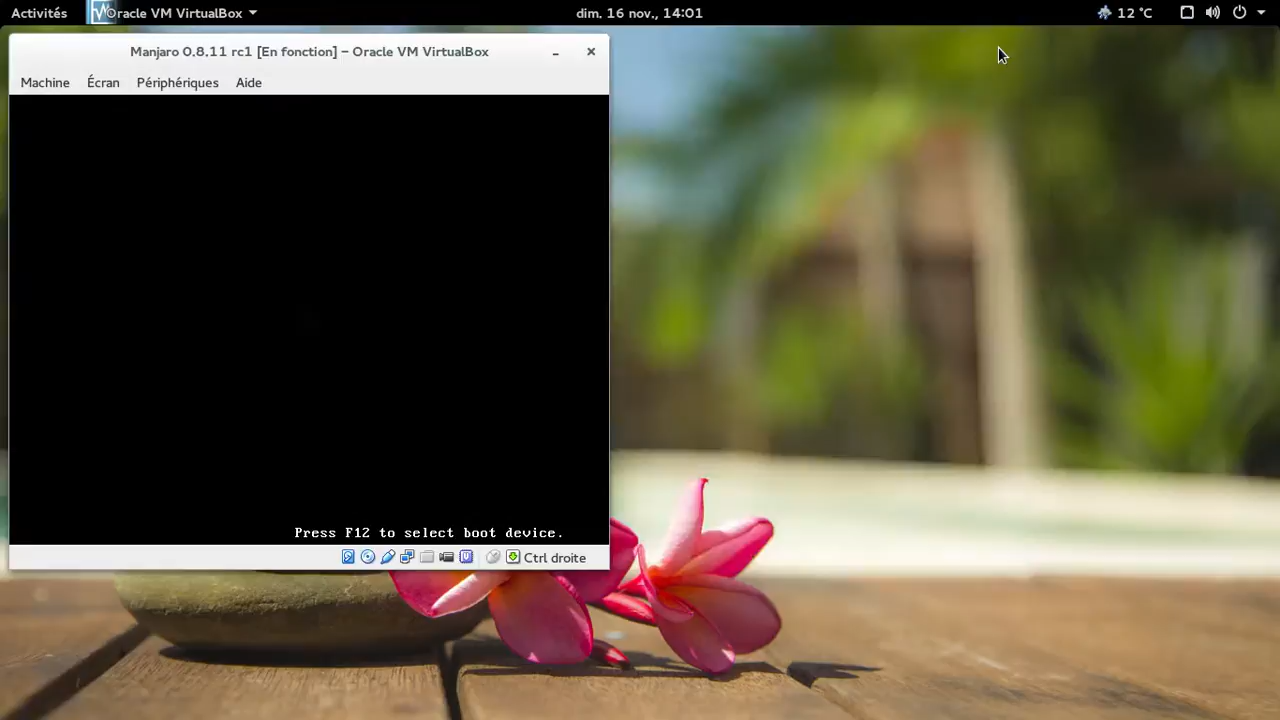 Activités
Oracle VM VirtualBox
dim. 16 nov., 14:01
12 °C
Manjaro 0.8.11 rc1 [En fonction] – Oracle VM VirtualBox
Machine Écran Périphériques Aide
Press F12 to select boot device.
Ctrl droite